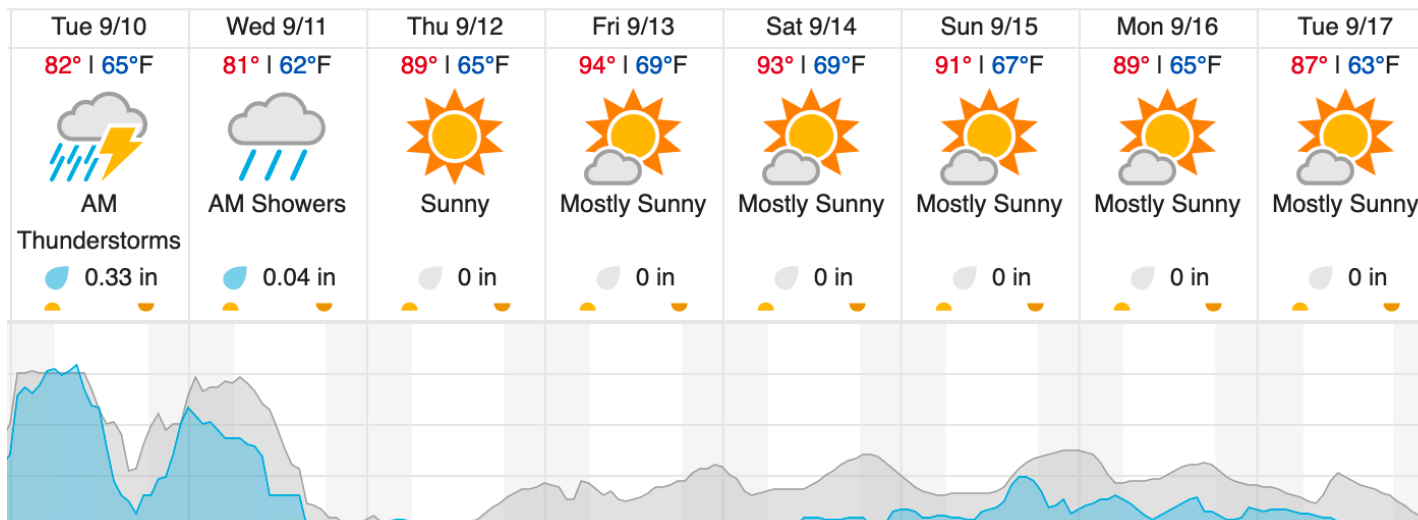 Tue 9/10 Wed 9/11 Thu 9/12 Fri 9/13 Sat 9/14 Sun 9/15 Mon 9/16 Tue 9/17
82° | 65°F 81° | 62°F 89° | 65°F 94° | 69°F 93° | 69°F 91° | 67°F 89° | 65°F 87° | 63°F
AM AM Showers Sunny Mostly Sunny Mostly Sunny Mostly Sunny Mostly Sunny Mostly Sunny
Thunderstorms
0.33 in 0.04 in 0 in 0 in 0 in 0 in 0 in 0 in